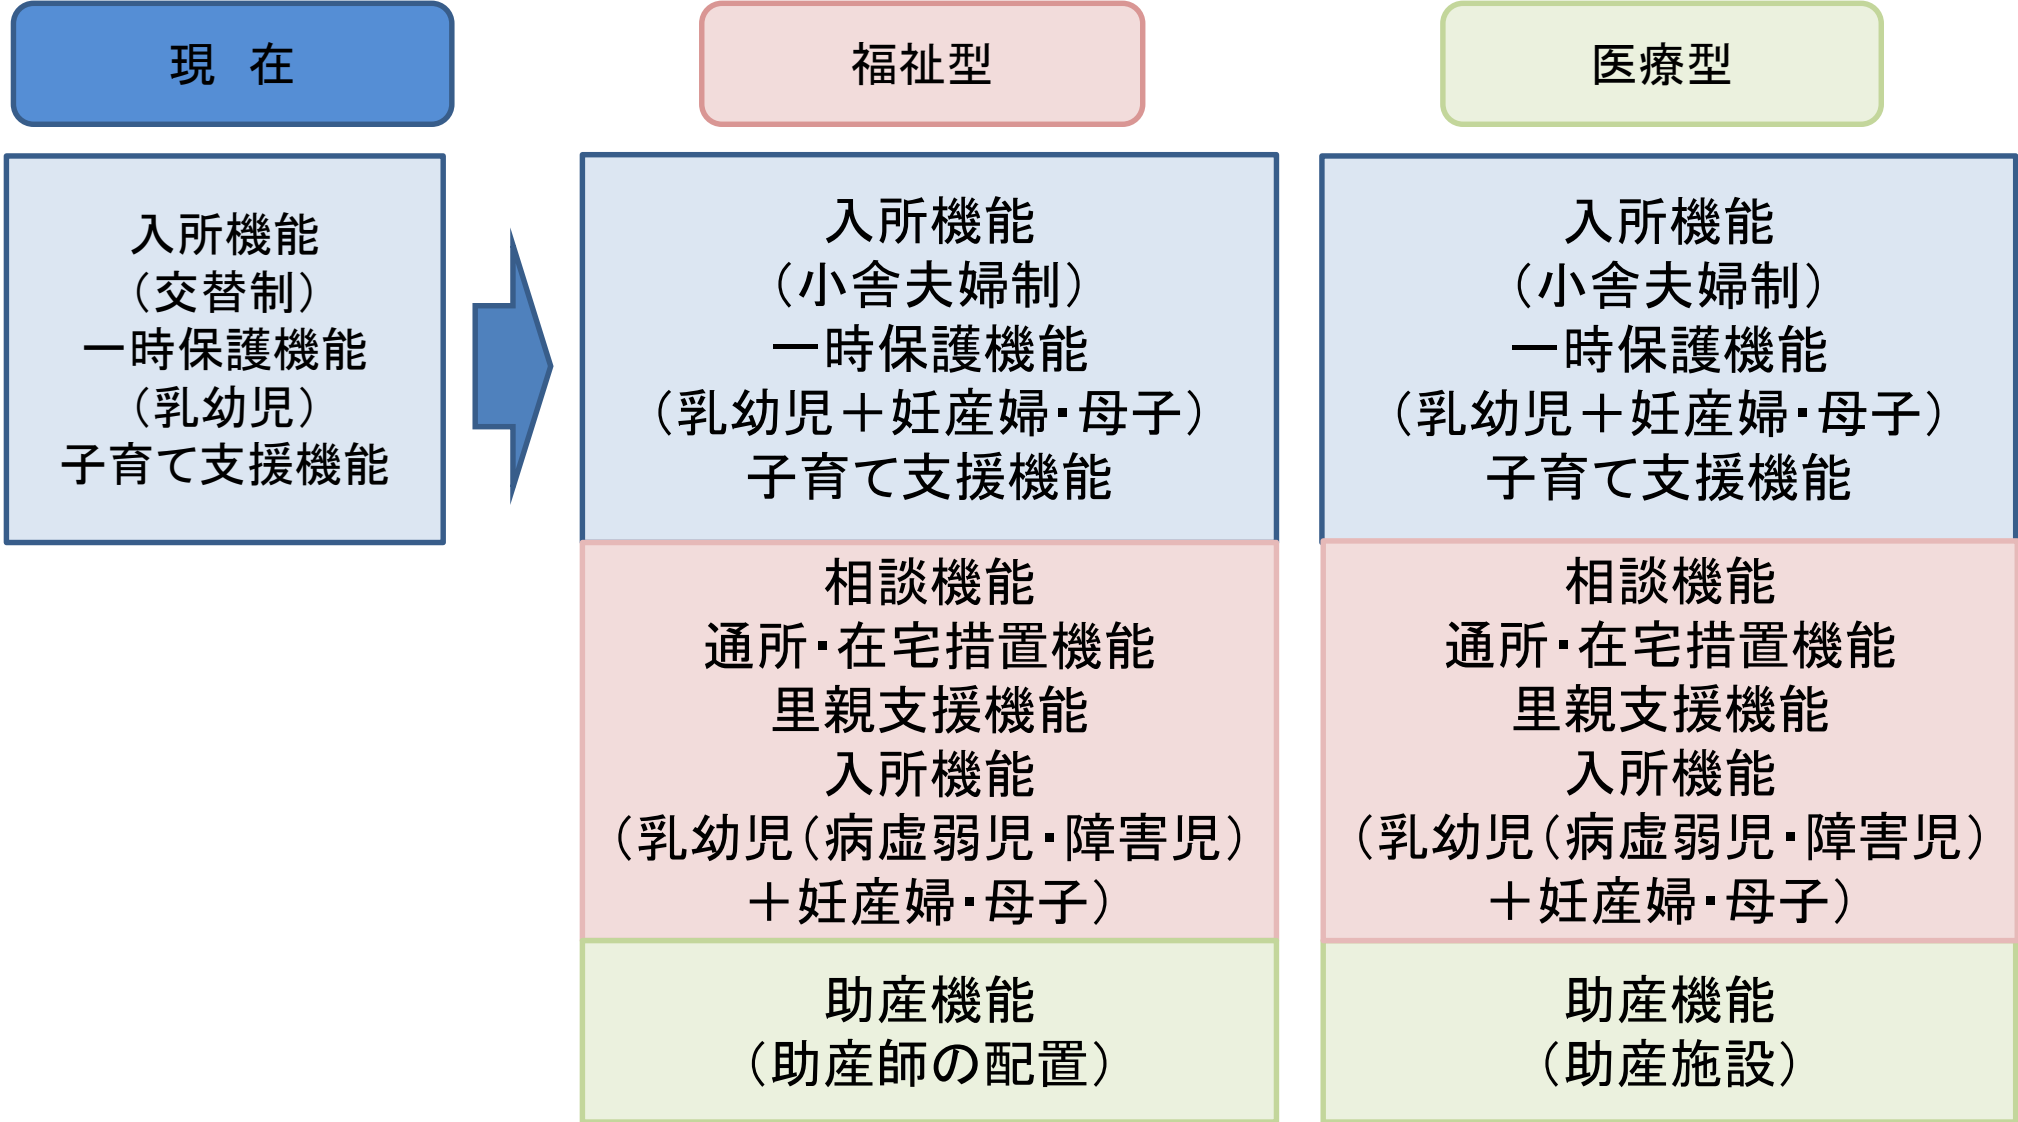 現　在
入所機能
（交替制）
一時保護機能
（乳幼児）
子育て支援機能
福祉型
入所機能
（小舎夫婦制）
一時保護機能
（乳幼児＋妊産婦・母子）
子育て支援機能
相談機能
通所・在宅措置機能
里親支援機能
入所機能
（乳幼児（病虚弱児・障害児）
＋妊産婦・母子）
助産機能
（助産師の配置）
医療型
入所機能
（小舎夫婦制）
一時保護機能
（乳幼児＋妊産婦・母子）
子育て支援機能
相談機能
通所・在宅措置機能
里親支援機能
入所機能
（乳幼児（病虚弱児・障害児）
＋妊産婦・母子）
助産機能
（助産施設）